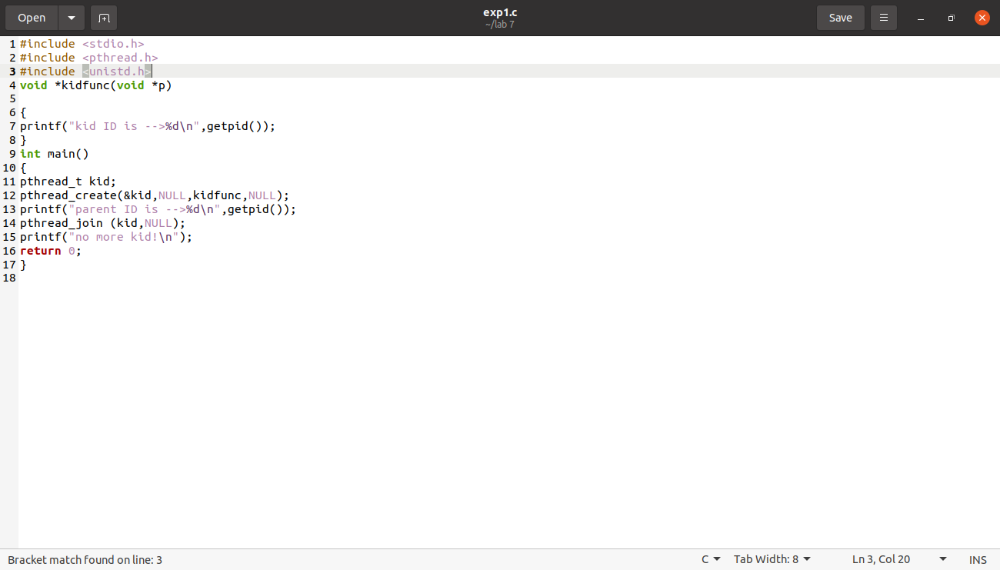 Open
exp1.c
~/lab 7
Save
1 #include <stdio.h>
2 #include <pthread.h>
3 #include <unistd.h>
4 void *kidfunc(void *p)
5
6 {
7 printf("kid ID is -->%d\n",getpid());
8 }
9 int main()
10 {
11 pthread_t kid;
12 pthread_create(&kid,NULL,kidfunc,NULL);
13 printf("parent ID is -->%d\n",getpid());
14 pthread_join (kid,NULL);
15 printf("no more kid!\n");
16 return 0;
17 }
18
Bracket match found on line: 3
C
Tab Width: 8
Ln 3, Col 20
INS